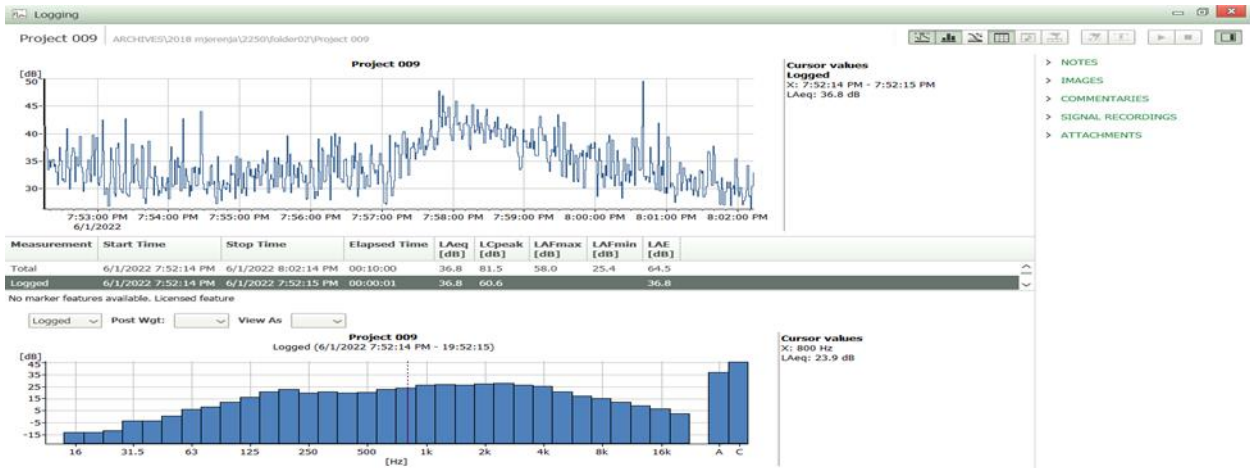 Logging
Project 009 ARCHIVES\2018 mjerenja\2250\folder02\Project 009
Project 009
[dB]
50
45
40
35
30
7:53:00 PM 7:54:00 PM 7:55:00 PM 7:56:00 PM 7:57:00 PM 7:58:00 PM 7:59:00 PM 8:00:00 PM 8:01:00 PM 8:02:00 PM
6/1/2022
Cursor values
Logged
X: 7:52:14 PM - 7:52:15 PM
LAeq: 36.8 dB
> NOTES
> IMAGES
> COMMENTARIES
> SIGNAL RECORDINGS
> ATTACHMENTS
Measurement Start Time Stop Time Elapsed Time LAeq [dB] LCpeak [dB] LAFmax [dB] LAFmin [dB] LAE [dB]
Total 6/1/2022 7:52:14 PM 6/1/2022 8:02:14 PM 00:10:00 36.8 81.5 58.0 25.4 64.5
Logged 6/1/2022 7:52:14 PM 6/1/2022 7:52:15 PM 00:00:01 36.8 60.6 36.8
No marker features available. Licensed feature
Logged Post Wgt: View As
Project 009
Logged (6/1/2022 7:52:14 PM - 19:52:15)
[dB]
45
35
25
15
5
-5
-15
16 31.5 63 125 250 500 1k 2k 4k 8k 16k A C
[Hz]
Cursor values
X: 800 Hz
LAeq: 23.9 dB